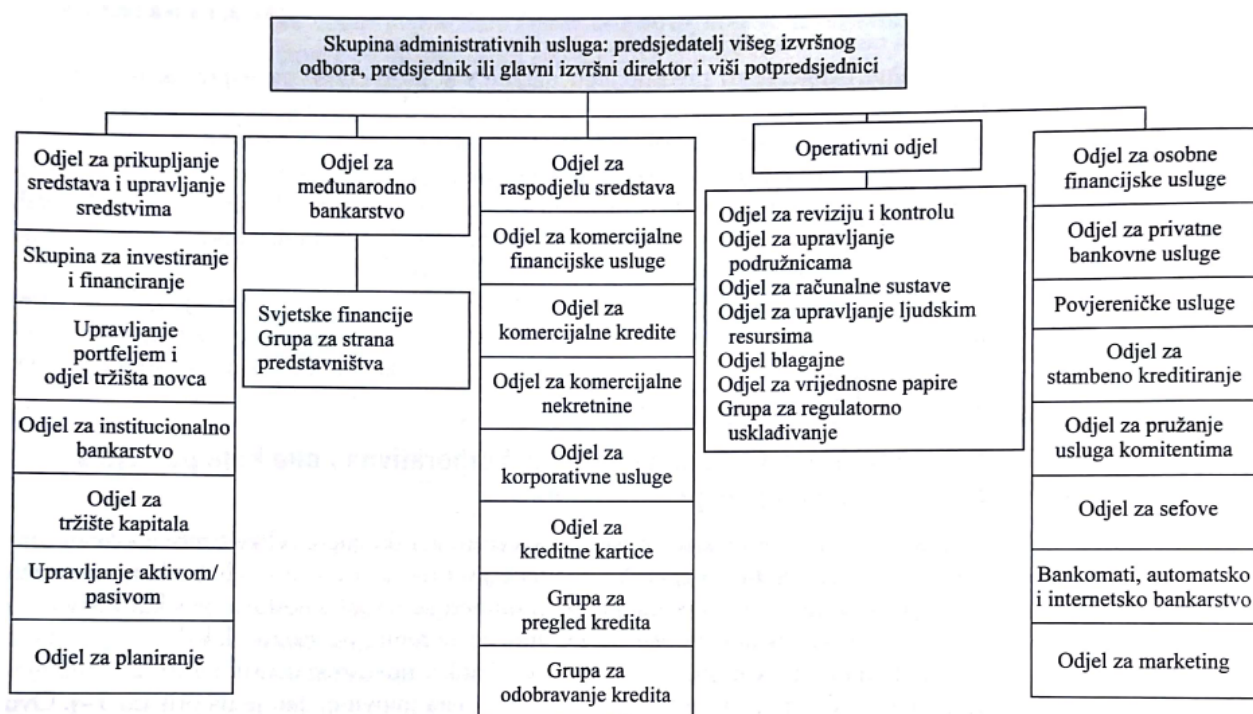 Skupina administrativnih usluga: predsjedatelj višeg izvršnog
odbora, predsjednik ili glavni izvršni direktor i viši potpredsjednici
Odjel za prikupljanje
sredstava i upravljanje
sredstvima
Skupina za investiranje
i financiranje
Upravljanje
portfeljem i
odjel tržišta novca
Odjel za institucionalno
bankarstvo
Odjel za
tržište kapitala
Upravljanje aktivom/
pasivom
Odjel za planiranje
Odjel za
međunarodno
bankarstvo
Svjetske financije
Grupa za strana
predstavništva
Odjel za
raspodjelu sredstava
Odjel za komercijalne
financijske usluge
Odjel za
komercijalne kredite
Odjel za komercijalne
nekretnine
Odjel za
korporativne usluge
Odjel za
kreditne kartice
Grupa za
pregled kredita
Grupa za
odobravanje kredita
Operativni odjel
Odjel za reviziju i kontrolu
Odjel za upravljanje
podružnicama
Odjel za računalne sustave
Odjel za upravljanje ljudskim
resursima
Odjel blagajne
Odjel za vrijednosne papire
Grupa za regulatorno
usklađivanje
Odjel za osobne
financijske usluge
Odjel za privatne
bankovne usluge
Povjereničke usluge
Odjel za
stambeno kreditiranje
Odjel za pružanje
usluga komitentima
Odjel za sefove
Bankomati, automatsko
i internetsko bankarstvo
Odjel za marketing